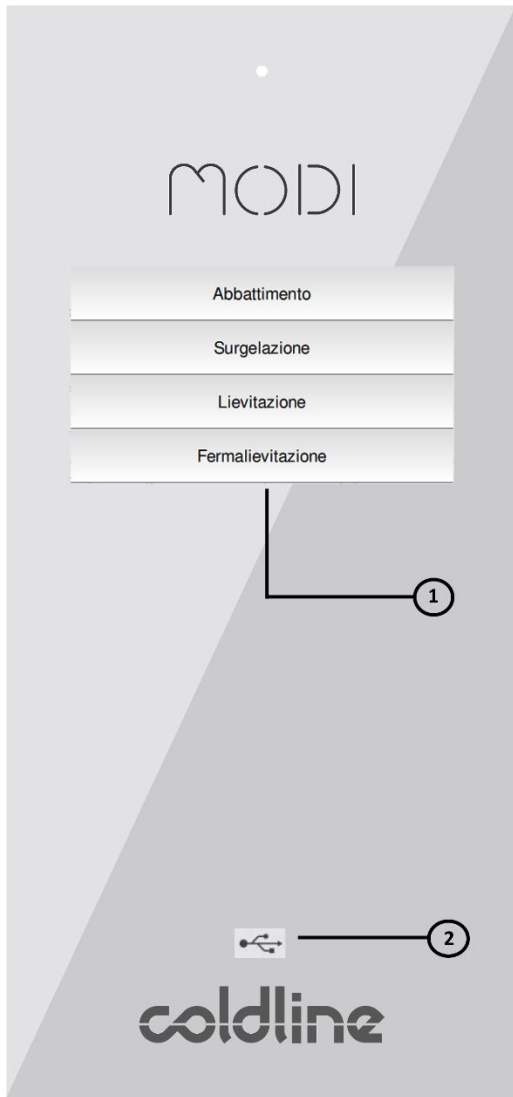 MODI
Abbattimento
Surgelazione
Lievitazione
Fermalievitazione
1
2
coldline